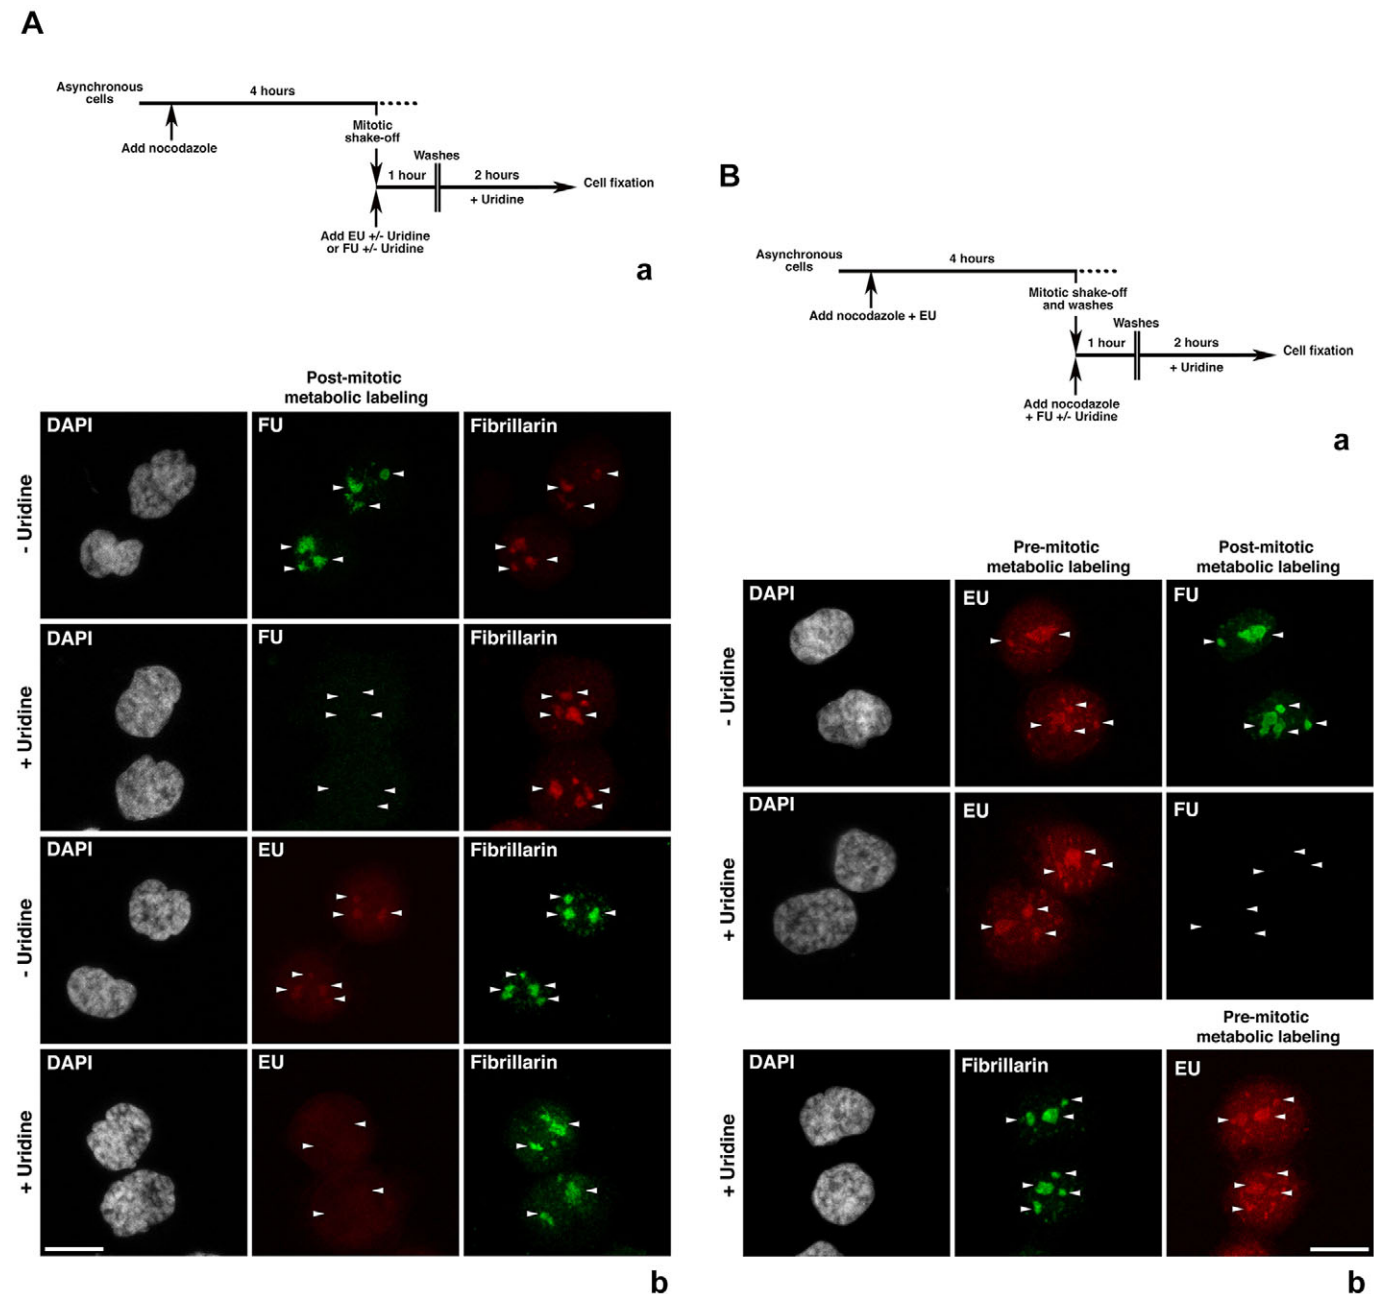 A
Asynchronous
cells
4 hours
Add nocodazole
Mitotic
shake-off
Washes
1 hour
2 hours
+ Uridine
Cell fixation
Add EU +/- Uridine
or FU +/- Uridine
a
Post-mitotic
metabolic labeling
- Uridine
DAPI
FU
Fibrillarin
+ Uridine
DAPI
FU
Fibrillarin
- Uridine
DAPI
EU
Fibrillarin
+ Uridine
DAPI
EU
Fibrillarin
b
B
Asynchronous
cells
4 hours
Add nocodazole + EU
Mitotic shake-off
and washes
Washes
1 hour
2 hours
+ Uridine
Cell fixation
Add nocodazole
+ FU +/- Uridine
a
Pre-mitotic
metabolic labeling
Post-mitotic
metabolic labeling
- Uridine
DAPI
EU
FU
+ Uridine
DAPI
EU
FU
Pre-mitotic
metabolic labeling
+ Uridine
DAPI
Fibrillarin
EU
b